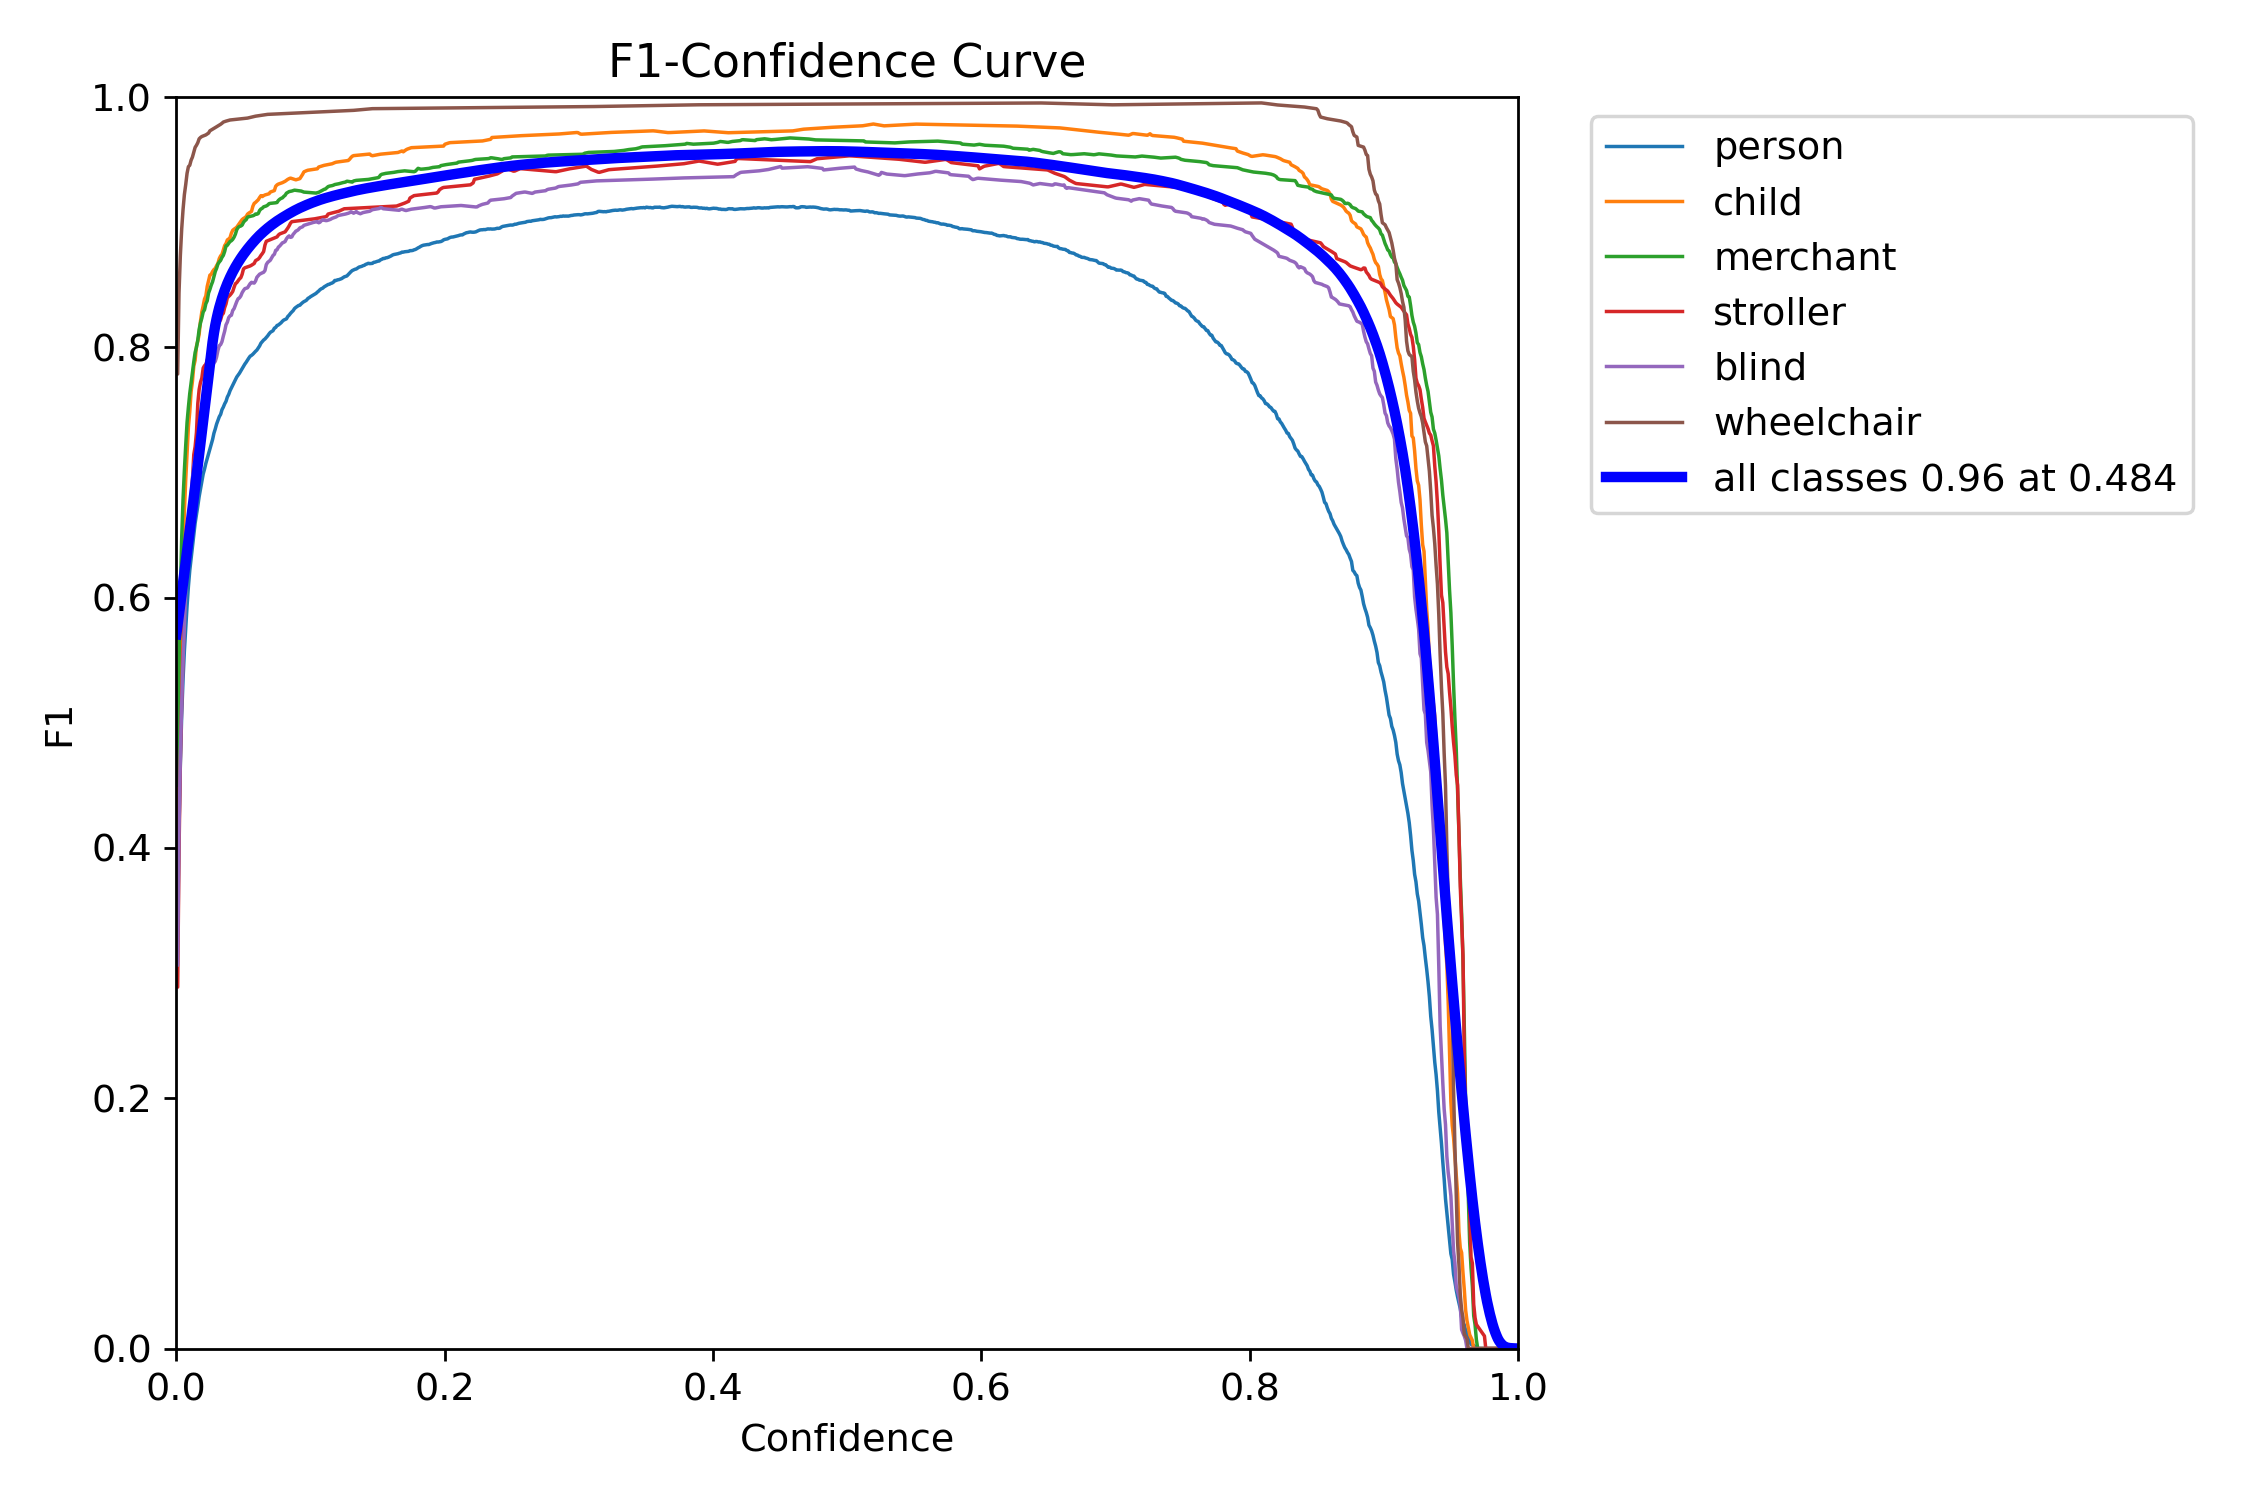 F1-Confidence Curve
1.0
0.8
0.6
0.4
0.2
0.0
F1
0.0 0.2 0.4 0.6 0.8 1.0
Confidence
person
child
merchant
stroller
blind
wheelchair
all classes 0.96 at 0.484